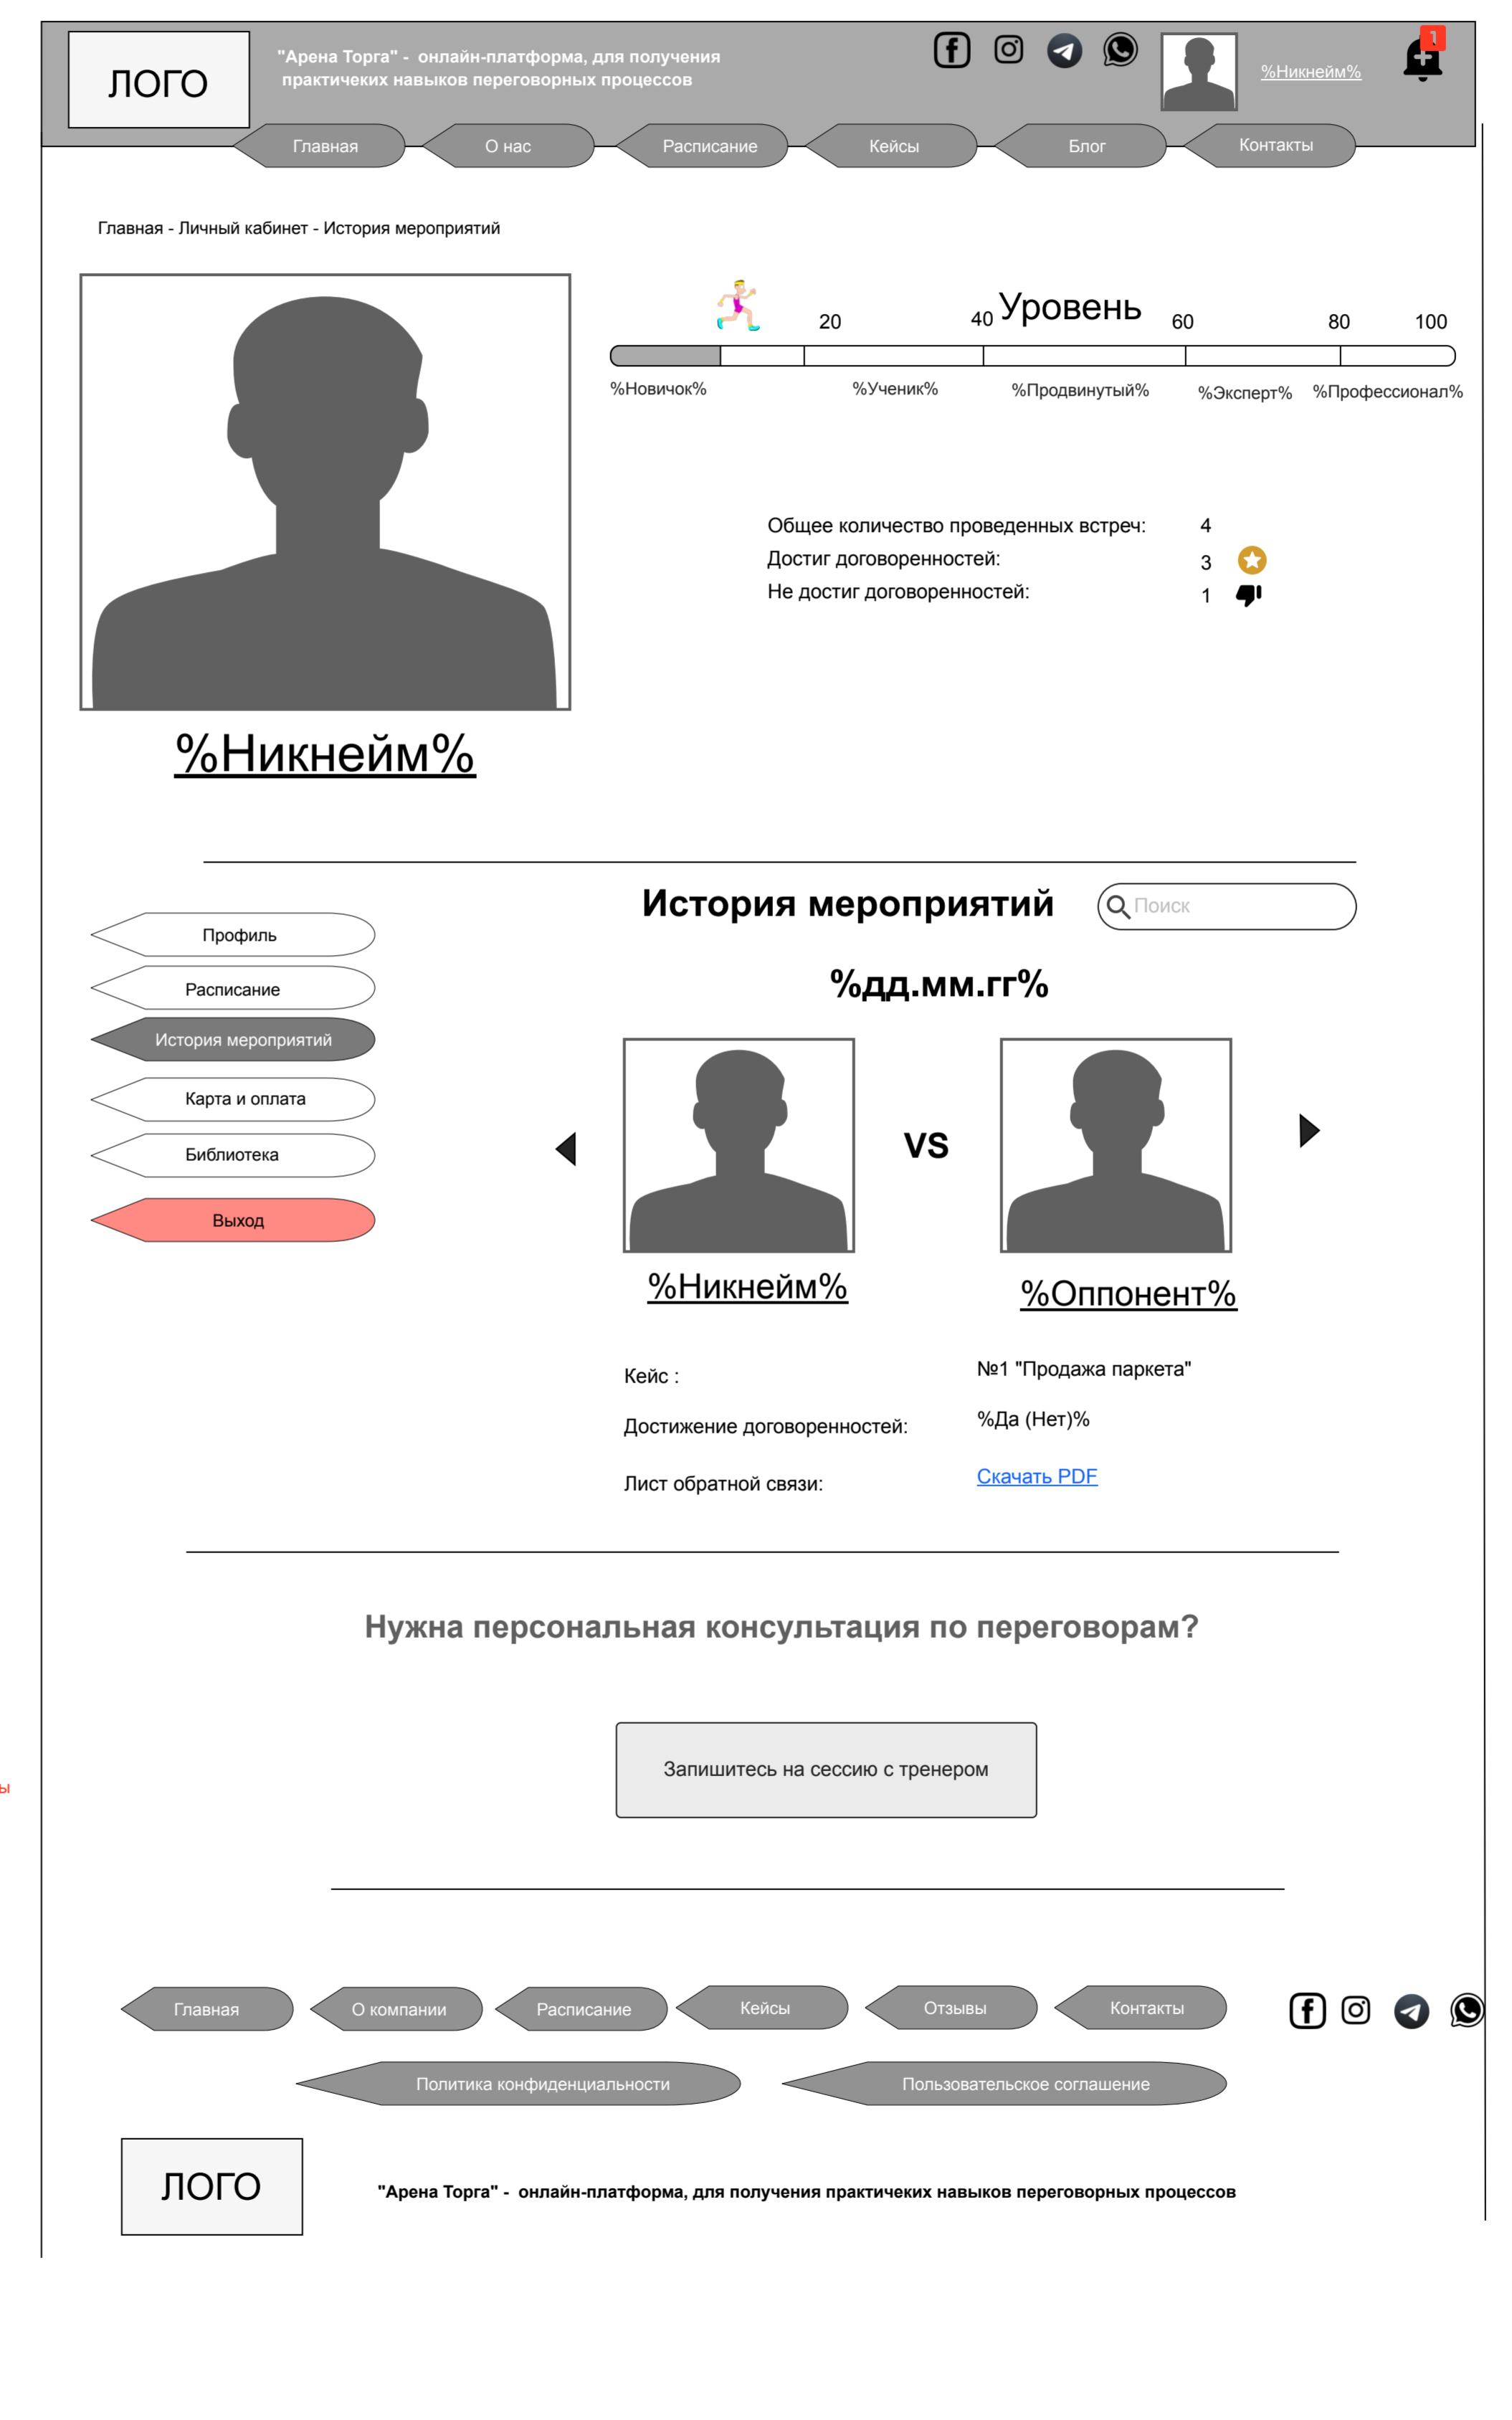 ЛОГО
"Арена Торга" - онлайн-платформа, для получения
практичеких навыков переговорных процессов
%Никнейм%
1
Главная
О нас
Расписание
Кейсы
Блог
Контакты
Главная - Личный кабинет - История мероприятий
Уровень
20
40
60
80
100
%Новичок%
%Ученик%
%Продвинутый%
%Эксперт%
%Профессионал%
Общее количество проведенных встреч: 4
Достиг договоренностей: 3
Не достиг договоренностей: 1
%Никнейм%
Профиль
Расписание
История мероприятий
Карта и оплата
Библиотека
Выход
История мероприятий
Поиск
%дд.мм.гг%
VS
%Никнейм%
%Оппонент%
Кейс : №1 "Продажа паркета"
Достижение договоренностей: %Да (Нет)%
Лист обратной связи: Скачать PDF
Нужна персональная консультация по переговорам?
Запишитесь на сессию с тренером
ы
Главная
О компании
Расписание
Кейсы
Отзывы
Контакты
Политика конфиденциальности
Пользовательское соглашение
ЛОГО
"Арена Торга" - онлайн-платформа, для получения практичеких навыков переговорных процессов